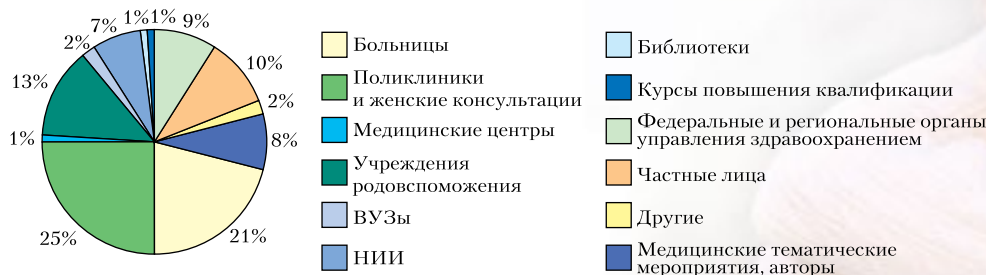 1%
1%
9%
7%
2%
10%
13%
2%
1%
8%
25%
21%
Больницы
Поликлиники
и женские консультации
Медицинские центры
Учреждения
родовспоможения
ВУЗы
НИИ
Библиотеки
Курсы повышения квалификации
Федеральные и региональные органы
управления здравоохранением
Частные лица
Другие
Медицинские тематические
мероприятия, авторы